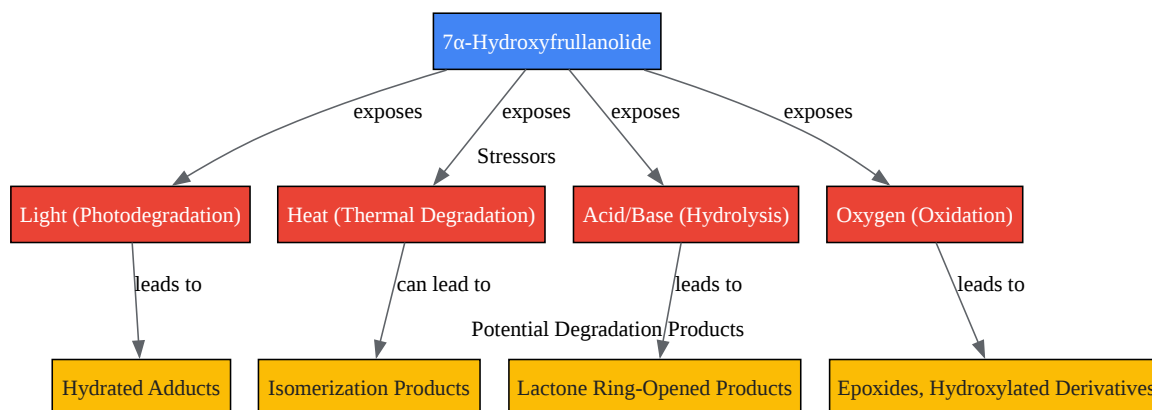 7α-Hydroxyfrullanolide
exposes
exposes
exposes
exposes
Stressors
Light (Photodegradation)
Heat (Thermal Degradation)
Acid/Base (Hydrolysis)
Oxygen (Oxidation)
leads to
can lead to
leads to
leads to
Potential Degradation Products
Hydrated Adducts
Isomerization Products
Lactone Ring-Opened Products
Epoxides, Hydroxylated Derivatives